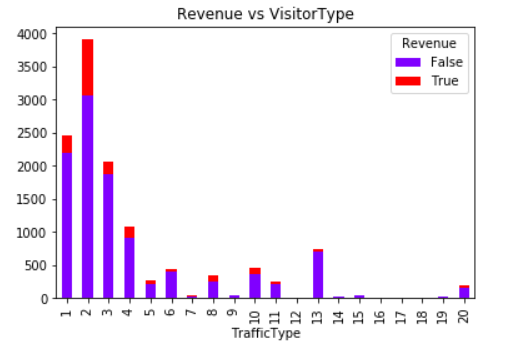 Revenue vs VisitorType
Revenue
False
True
4000
3500
3000
2500
2000
1500
1000
500
0
1 2 3 4 5 6 7 8 9 10 11 12 13 14 15 16 17 18 19 20
TrafficType